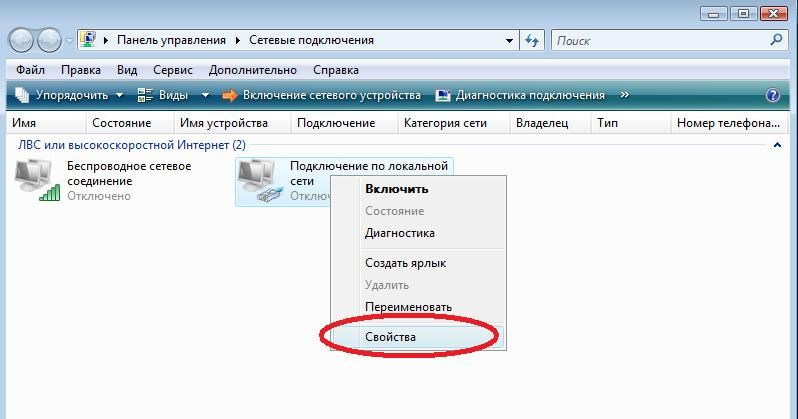 Панель управления Сетевые подключения Поиск
Файл Правка Вид Сервис Дополнительно Справка
Упорядочить Виды Включение сетевого устройства Диагностика подключения »
Имя Состояние Имя устройства Подключение Категория сети Владелец Тип Номер телефона...
ЛВС или высокоскоростной Интернет (2)
Беспроводное сетевое
соединение
Отключено
Подключение по локальной
сети
Отключ
Включить
Состояние
Диагностика
Создать ярлык
Удалить
Переименовать
Свойства